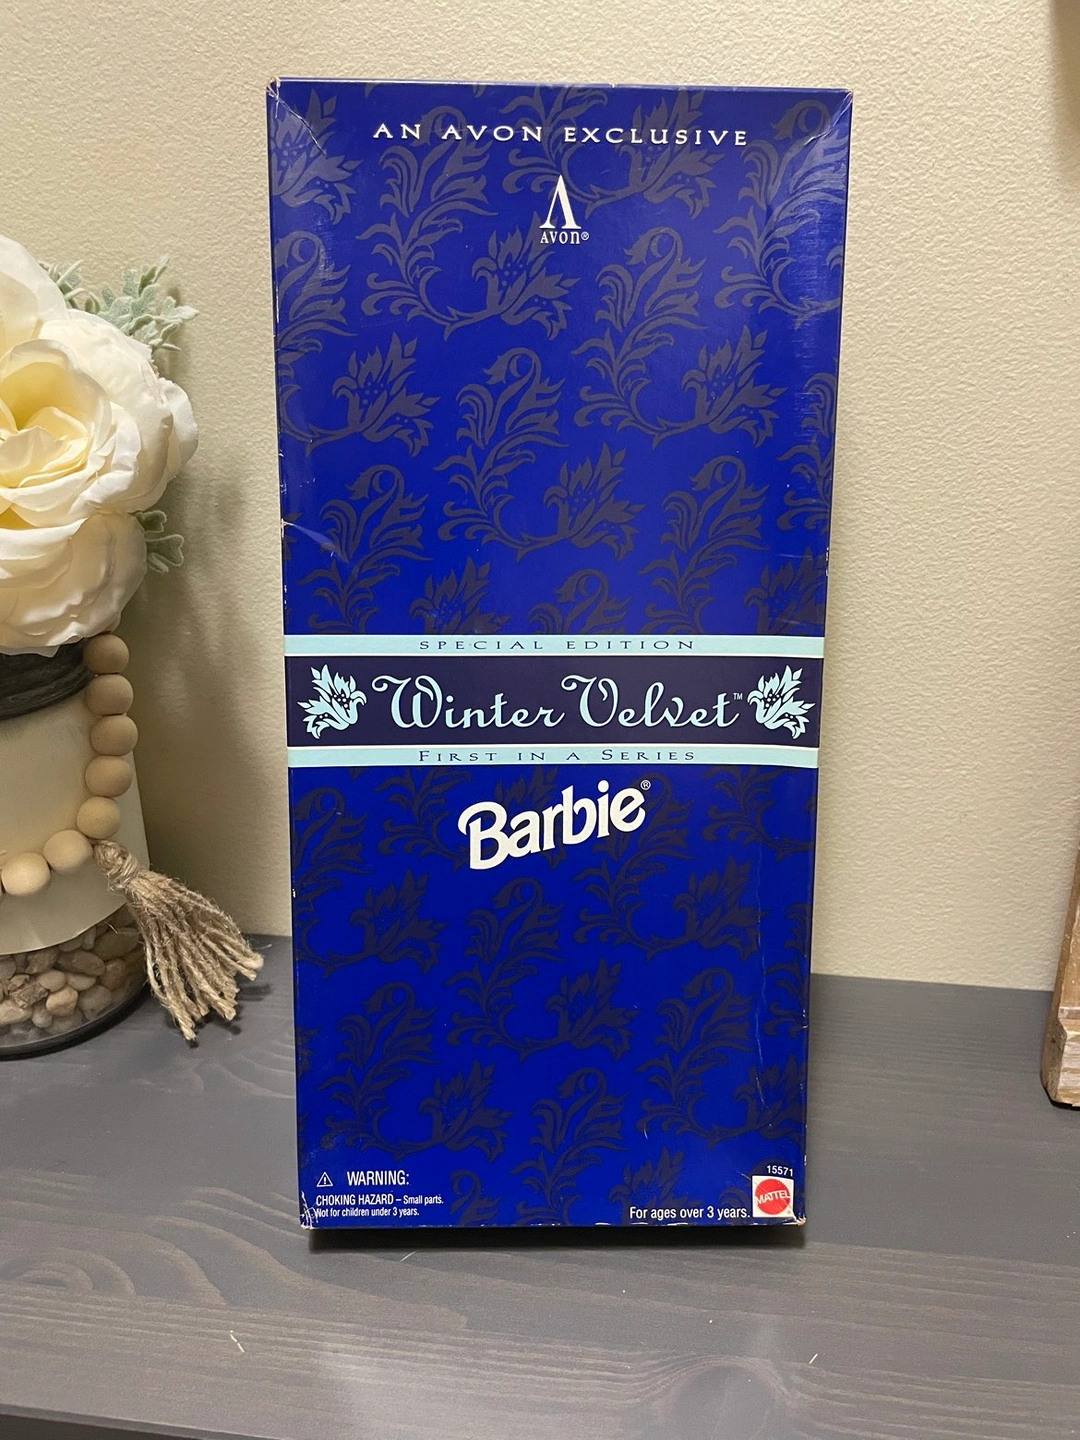 AN AVON EXCLUSIVE
A
AVON®
SPECIAL EDITION
Winter Velvet™
FIRST IN A SERIES
Barbie®
⚠ WARNING:
CHOKING HAZARD – Small parts.
Not for children under 3 years.
15571
For ages over 3 years.
MATTEL®